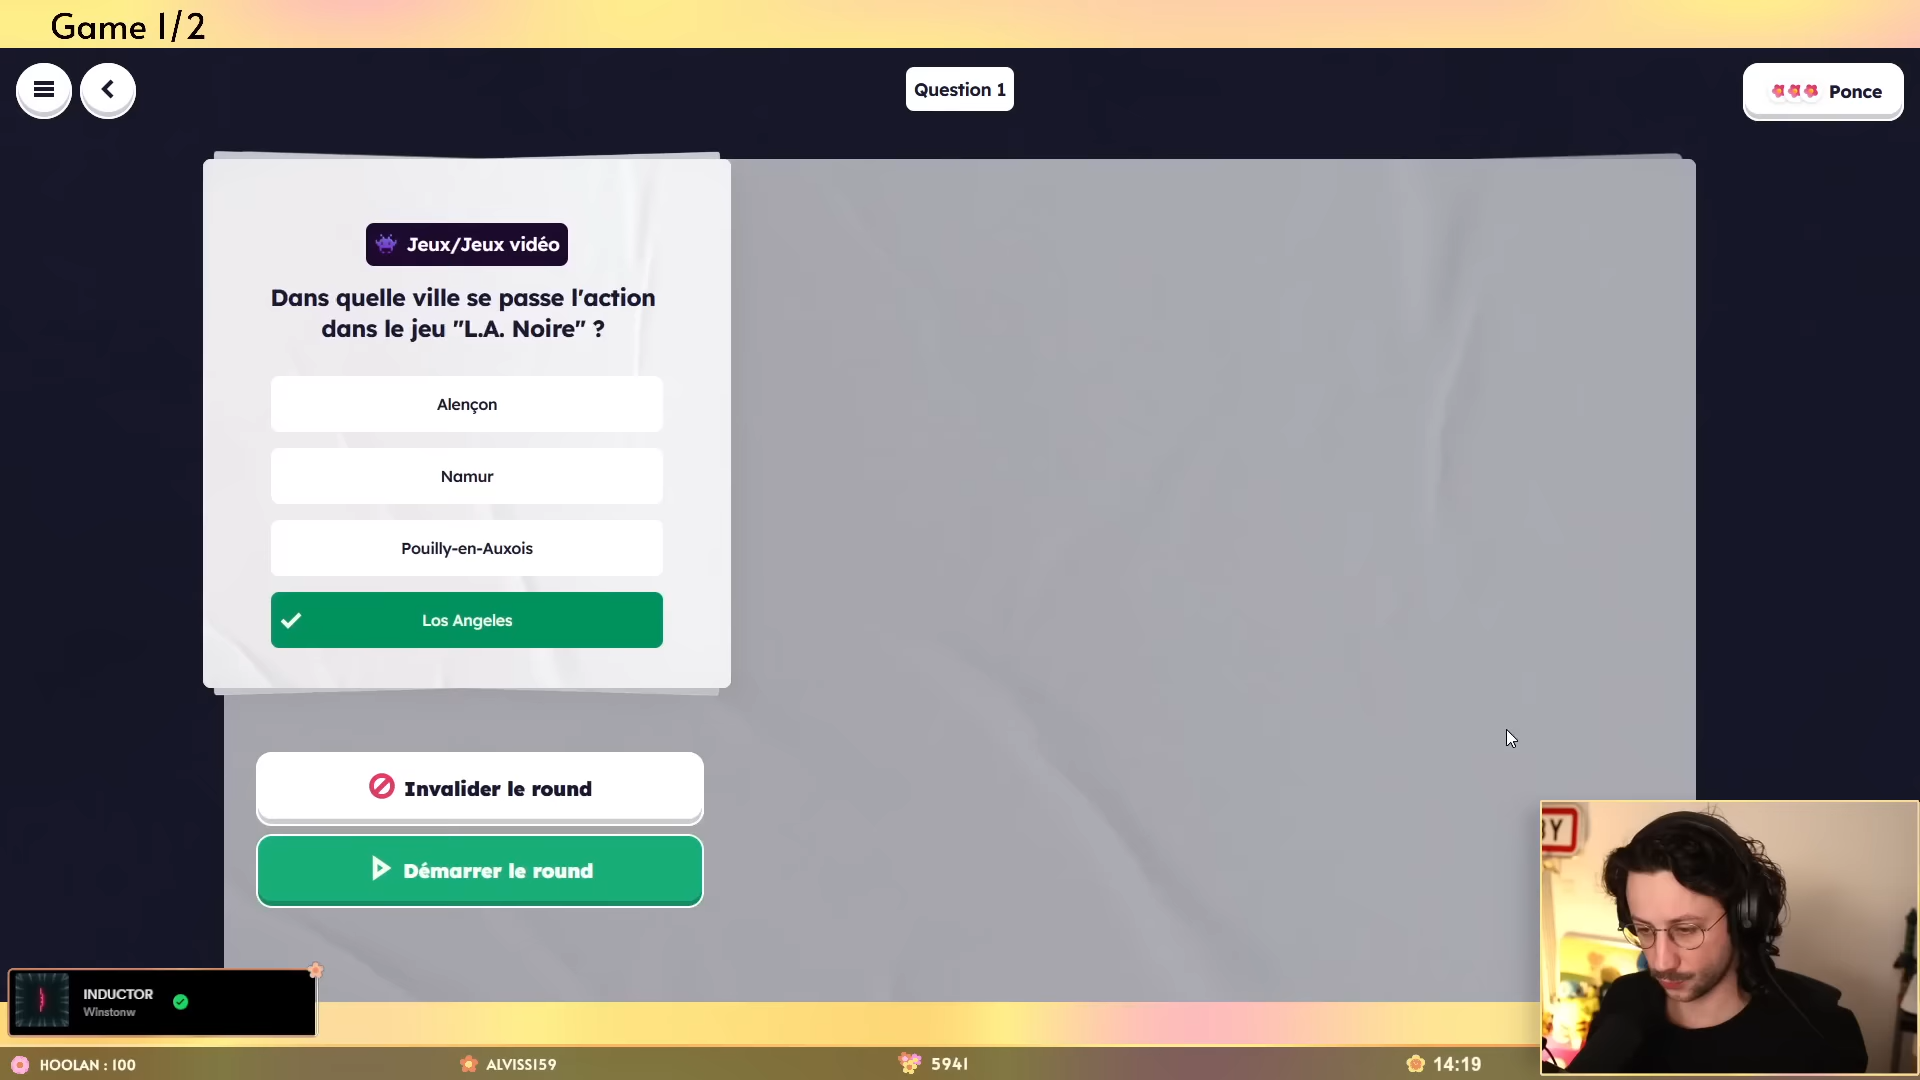 Game 1/2
Question 1
Ponce
Jeux/Jeux vidéo
Dans quelle ville se passe l'action
dans le jeu "L.A. Noire" ?
Alençon
Namur
Pouilly-en-Auxois
Los Angeles
Invalider le round
Démarrer le round
BY
INDUCTOR
Winstonw
HOOLAN : 100
ALVISS159
5941
14:19